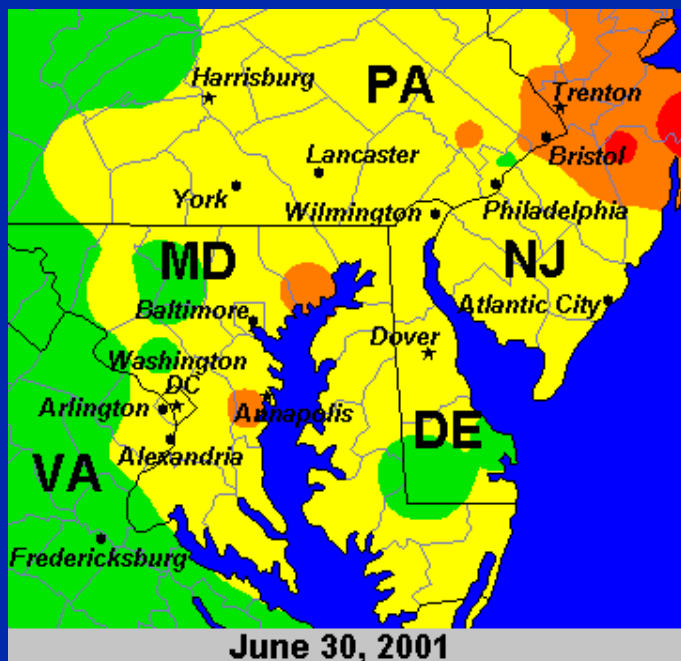 Harrisburg
PA
Trenton
Bristol
Lancaster
York
Wilmington
Philadelphia
MD
NJ
Baltimore
Atlantic City
Dover
Washington
DC
Arlington
Annapolis
DE
Alexandria
VA
Fredericksburg
June 30, 2001